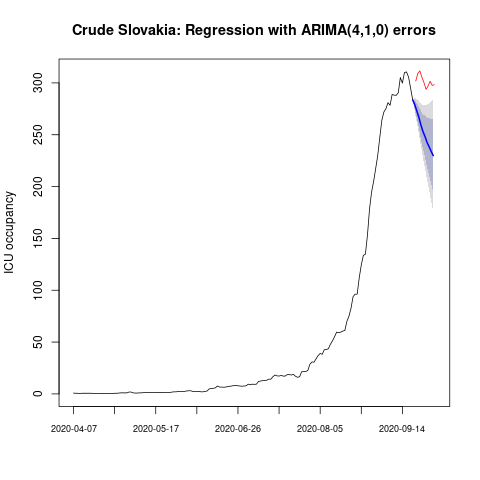 Crude Slovakia: Regression with ARIMA(4,1,0) errors
ICU occupancy
300
250
200
150
100
50
0
2020-04-07 2020-05-17 2020-06-26 2020-08-05 2020-09-14